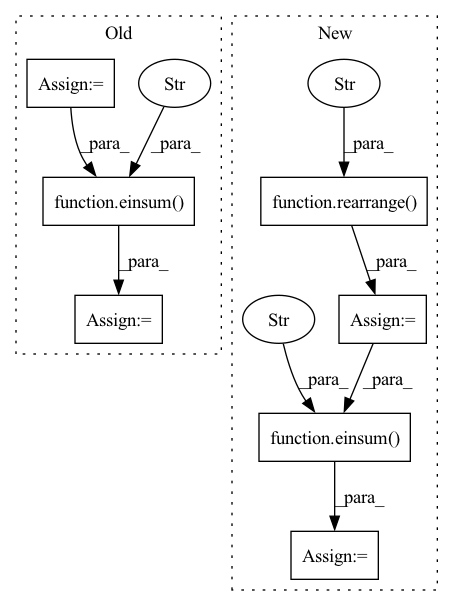 Old
New
Assign:=
Str
Str
_para_
_para_
_para_
function.einsum()
function.rearrange()
_para_
_para_
Assign:=
Str
Assign:=
_para_
_para_
function.einsum()
_para_
Assign:=